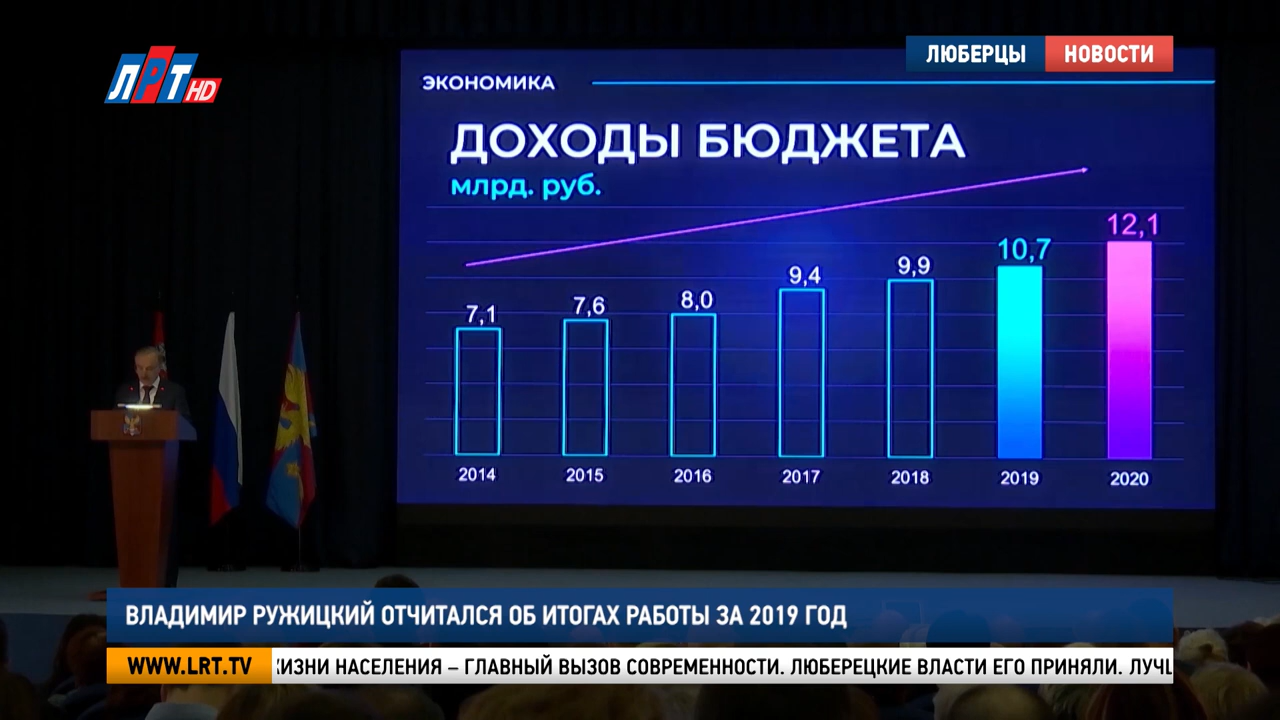 ЛРТ HD
ЛЮБЕРЦЫ НОВОСТИ
ЭКОНОМИКА
ДОХОДЫ БЮДЖЕТА
млрд. руб.
7,1 7,6 8,0 9,4 9,9 10,7 12,1
2014 2015 2016 2017 2018 2019 2020
ВЛАДИМИР РУЖИЦКИЙ ОТЧИТАЛСЯ ОБ ИТОГАХ РАБОТЫ ЗА 2019 ГОД
WWW.LRT.TV ЖИЗНИ НАСЕЛЕНИЯ – ГЛАВНЫЙ ВЫЗОВ СОВРЕМЕННОСТИ. ЛЮБЕРЕЦКИЕ ВЛАСТИ ЕГО ПРИНЯЛИ. ЛУЧ